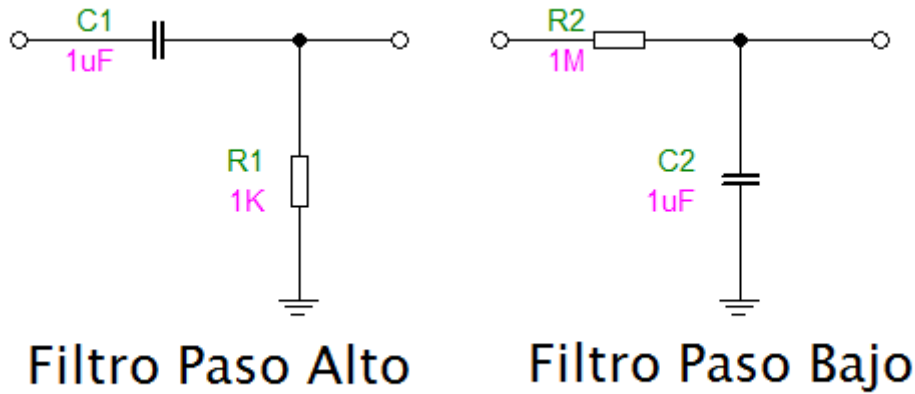 C1
1uF
R1
1K
Filtro Paso Alto
R2
1M
C2
1uF
Filtro Paso Bajo